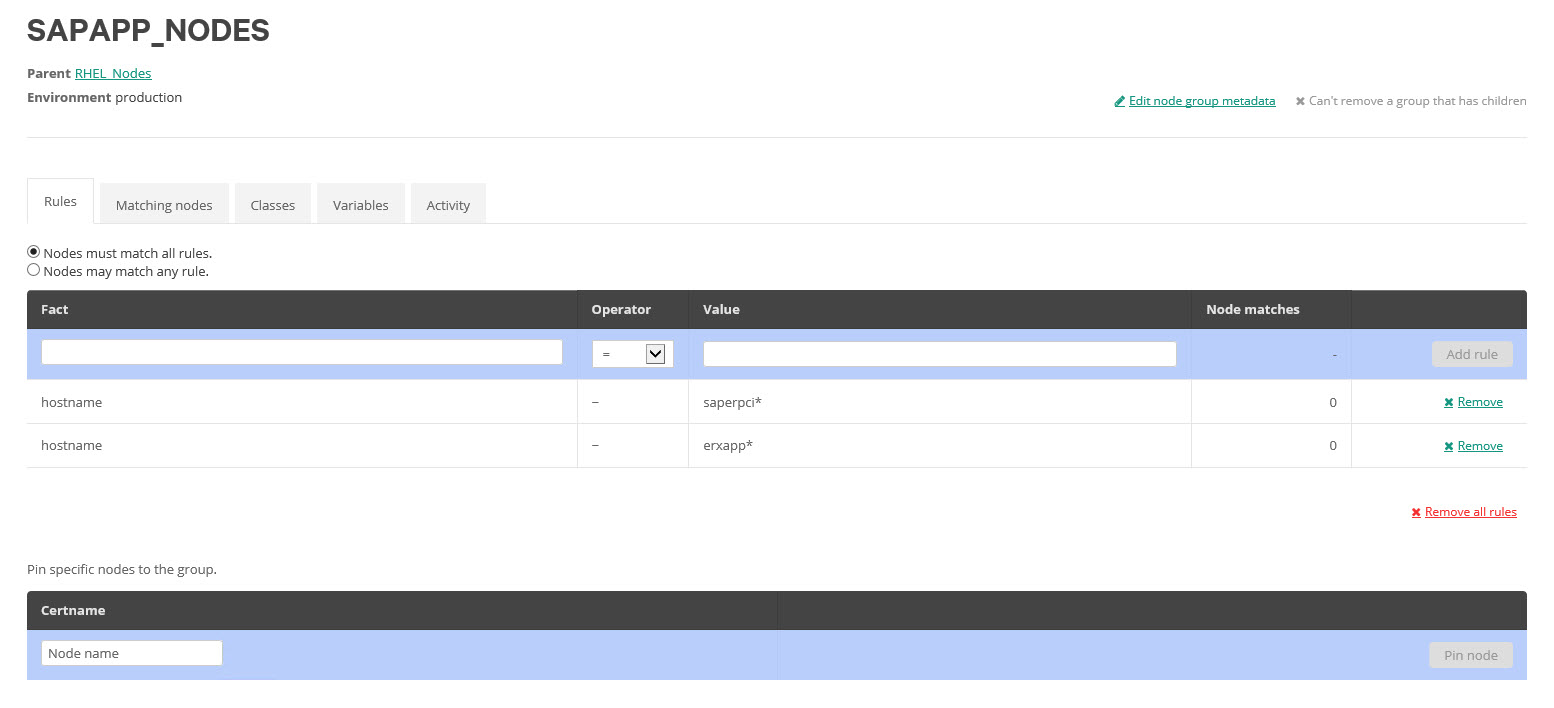 SAPAPP_NODES
Parent RHEL_Nodes
Environment production
Edit node group metadata
Can't remove a group that has children
Rules Matching nodes Classes Variables Activity
Nodes must match all rules.
Nodes may match any rule.
Fact Operator Value Node matches
= - Add rule
hostname ~ saperpci* 0 Remove
hostname ~ erxapp* 0 Remove
Remove all rules
Pin specific nodes to the group.
Certname
Node name Pin node